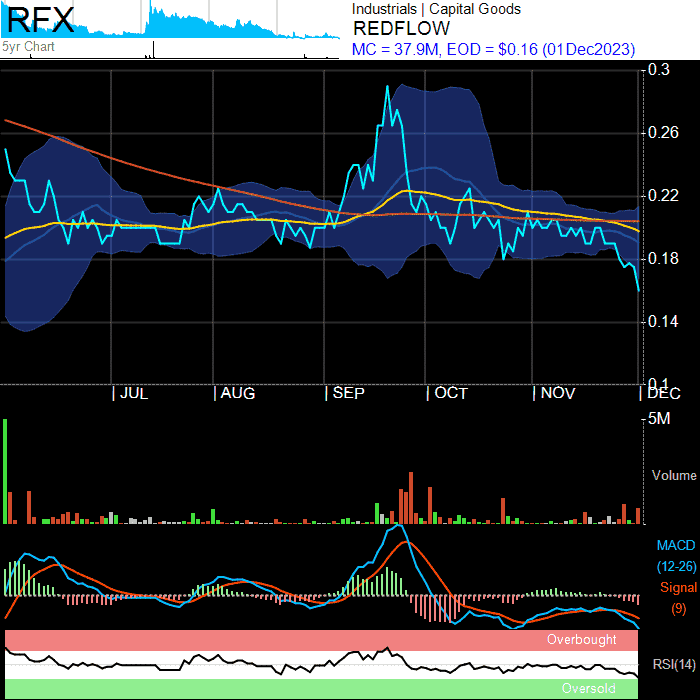 RFX
5yr Chart
Industrials | Capital Goods
REDFLOW
MC = 37.9M, EOD = $0.16 (01Dec2023)
0.3
0.26
0.22
0.18
0.14
0.1
JUL AUG SEP OCT NOV DEC
5M
Volume
MACD
(12-26)
Signal
(9)
Overbought
RSI(14)
Oversold